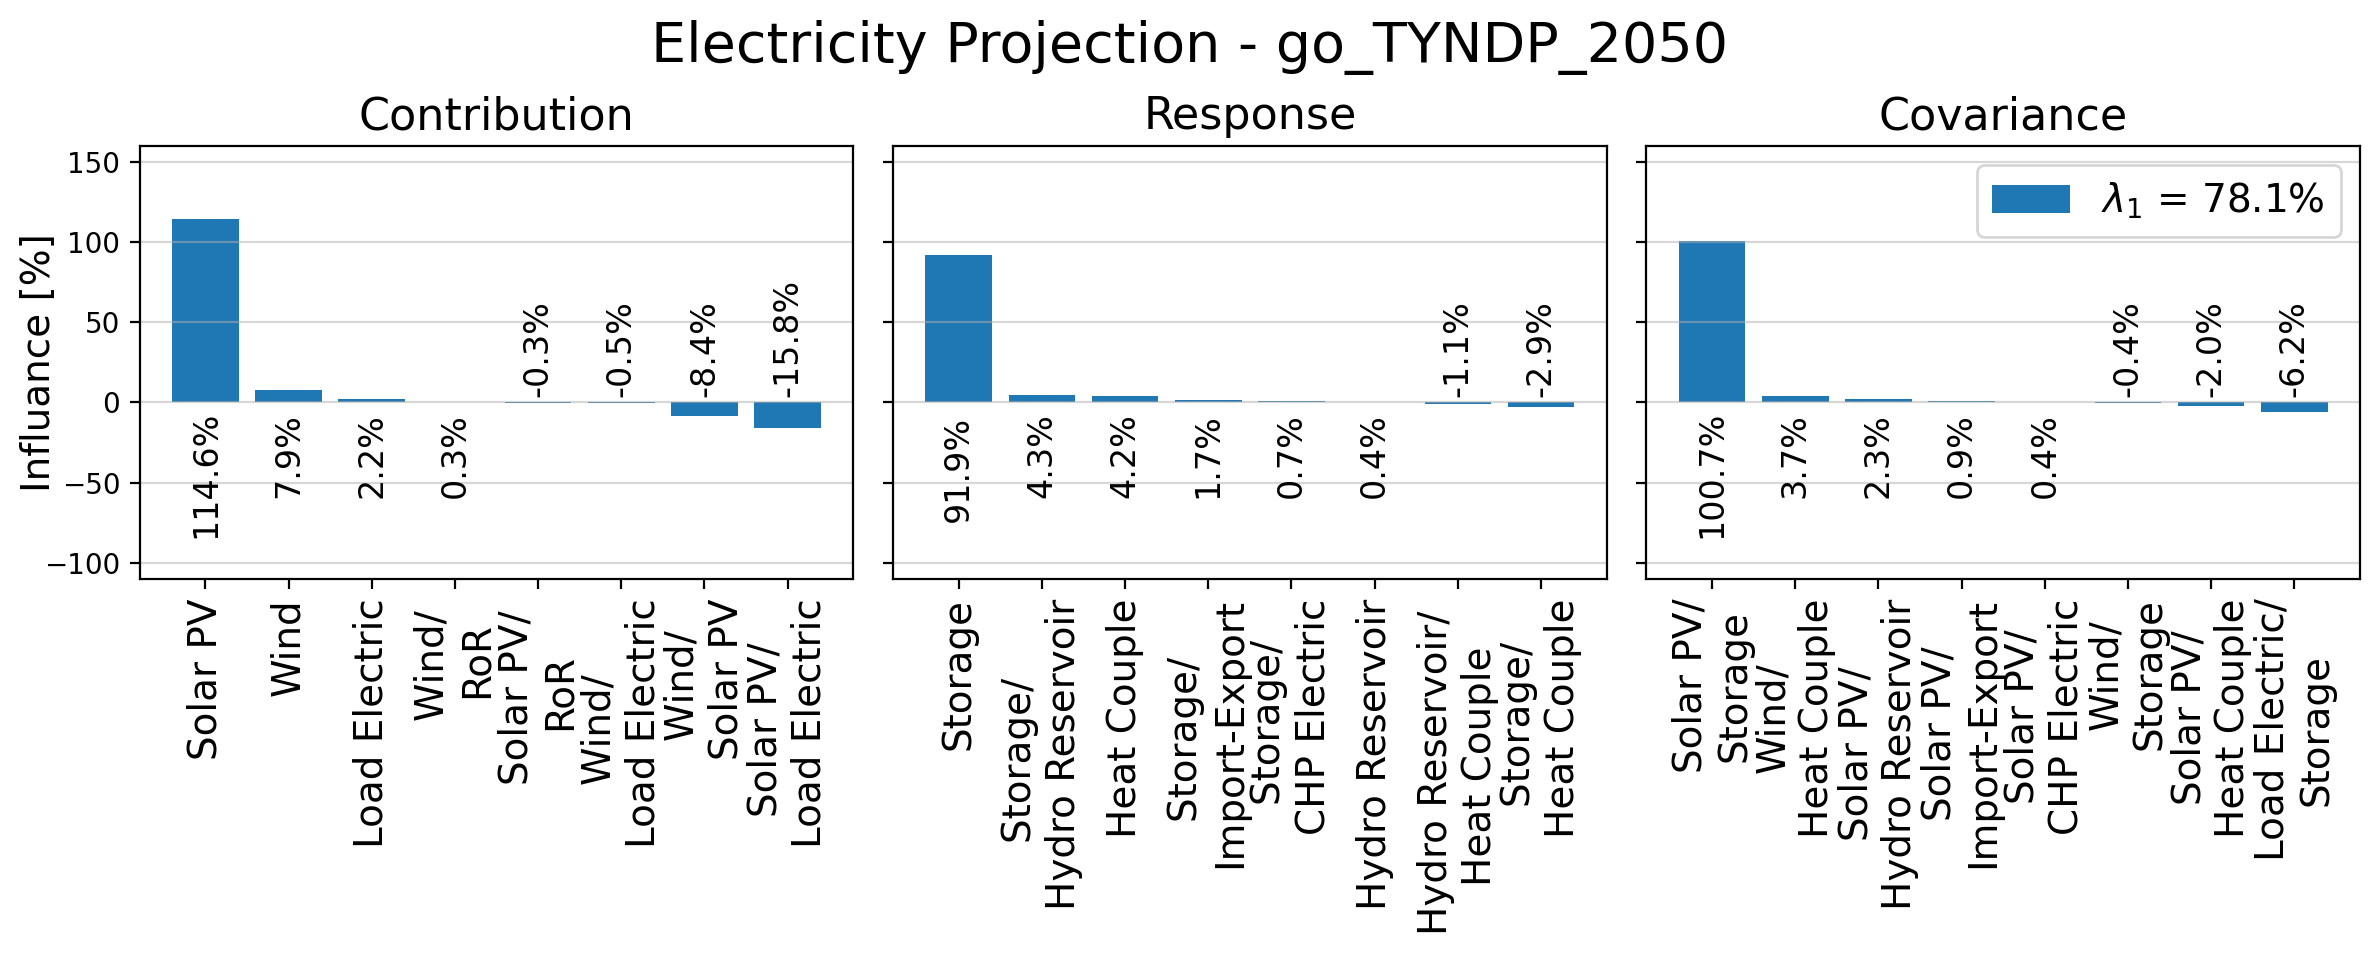 Electricity Projection - go_TYNDP_2050
Contribution
Response
Covariance
Influance [%]
150
100
50
0
−50
−100
114.6%
7.9%
2.2%
0.3%
-0.3%
-0.5%
-8.4%
-15.8%
91.9%
4.3%
4.2%
1.7%
0.7%
0.4%
-1.1%
-2.9%
λ1 = 78.1%
100.7%
3.7%
2.3%
0.9%
0.4%
-0.4%
-2.0%
-6.2%
Solar PV
Wind
Load Electric
Wind/
RoR
Solar PV/
RoR
Wind/
Load Electric
Wind/
Solar PV
Solar PV/
Load Electric
Storage
Storage/
Hydro Reservoir
Heat Couple
Storage/
Import-Export
Storage/
CHP Electric
Hydro Reservoir
Hydro Reservoir/
Heat Couple
Storage/
Heat Couple
Solar PV/
Storage
Wind/
Heat Couple
Solar PV/
Hydro Reservoir
Solar PV/
Import-Export
Solar PV/
CHP Electric
Wind/
Storage
Solar PV/
Heat Couple
Load Electric/
Storage